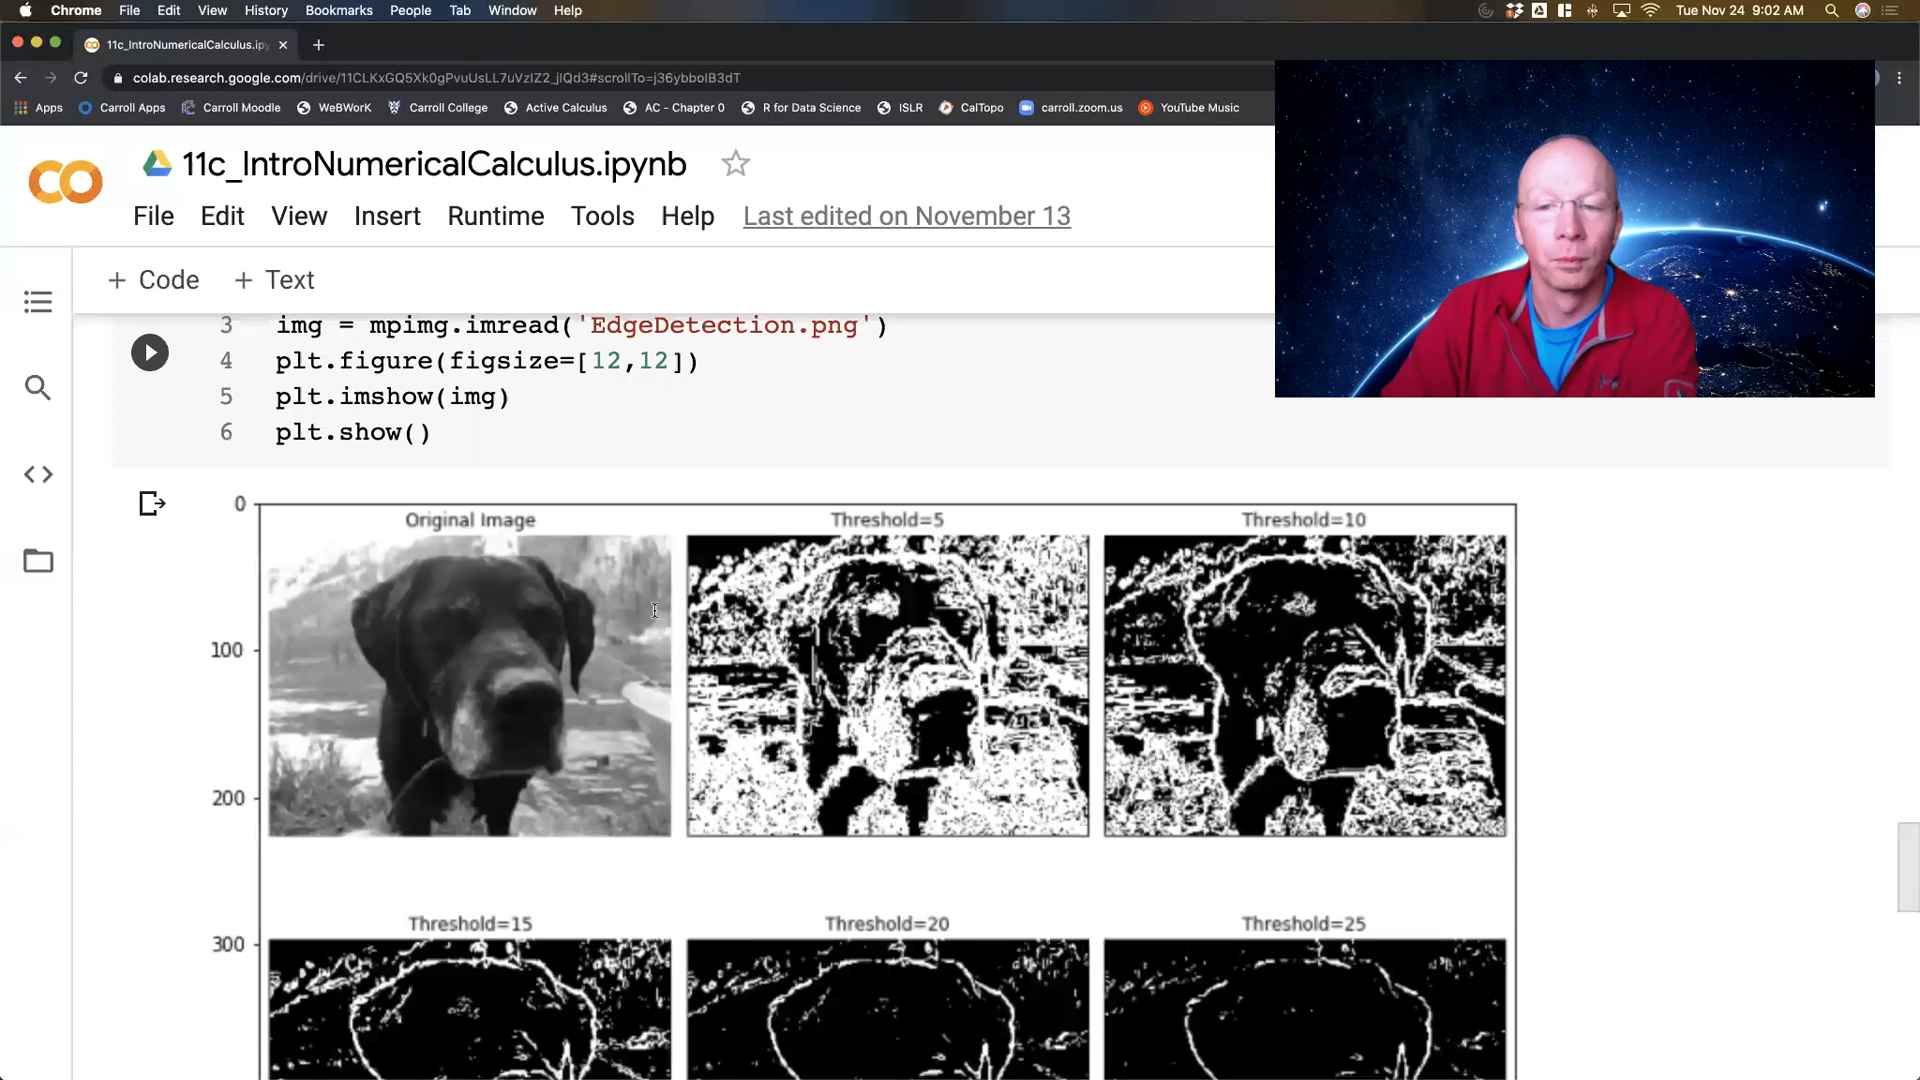 Chrome File Edit View History Bookmarks People Tab Window Help Tue Nov 24 9:02 AM
11c_IntroNumericalCalculus.ip
colab.research.google.com/drive/11CLKxGQ5Xk0gPvuUsLL7uVzIZ2_jIQd3#scrollTo=j36ybbolB3dT
Apps Carroll Apps Carroll Moodle WeBWorK Carroll College Active Calculus AC - Chapter 0 R for Data Science ISLR CalTopo carroll.zoom.us YouTube Music
11c_IntroNumericalCalculus.ipynb
File Edit View Insert Runtime Tools Help Last edited on November 13
+ Code + Text
3 img = mpimg.imread('EdgeDetection.png')
4 plt.figure(figsize=[12,12])
5 plt.imshow(img)
6 plt.show()
0
Original Image Threshold=5 Threshold=10
100
200
Threshold=15 Threshold=20 Threshold=25
300